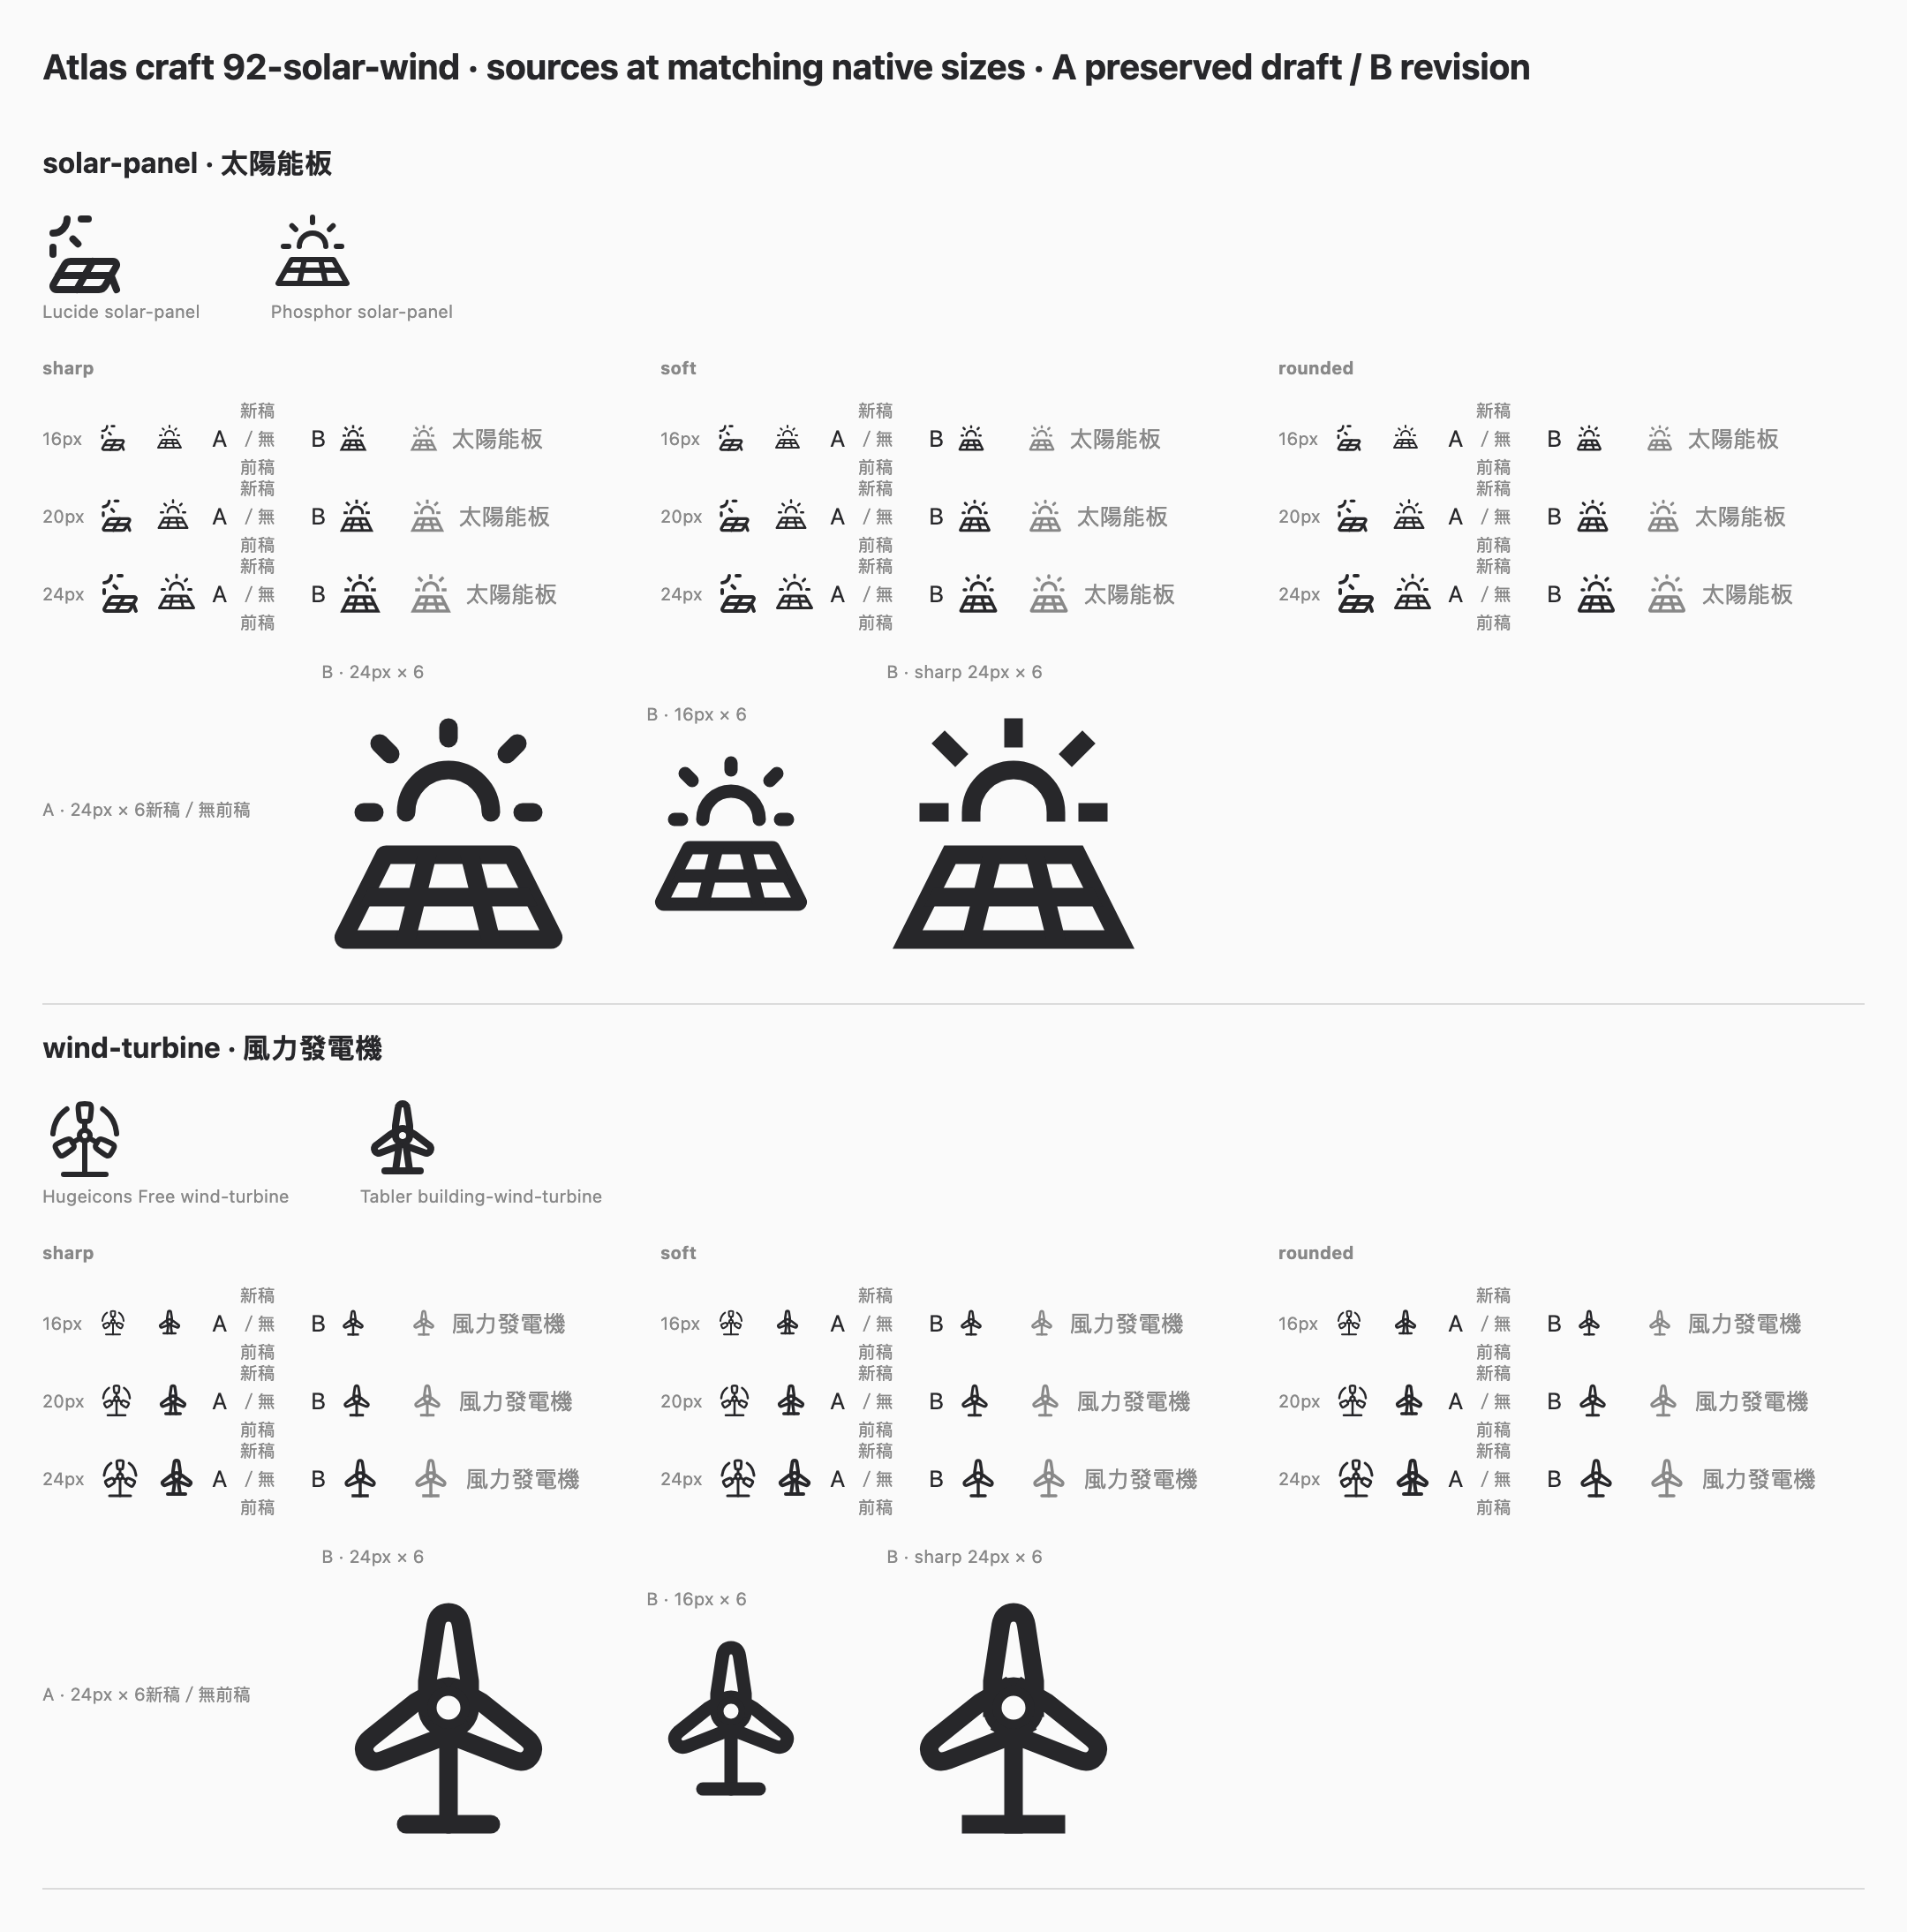 Atlas craft 92-solar-wind · sources at matching native sizes · A preserved draft / B revision
solar-panel · 太陽能板
Lucide solar-panel
Phosphor solar-panel
sharp
16px A 新稿 / 無前稿 B 太陽能板
20px A 新稿 / 無前稿 B 太陽能板
24px A 新稿 / 無前稿 B 太陽能板
soft
16px A 新稿 / 無前稿 B 太陽能板
20px A 新稿 / 無前稿 B 太陽能板
24px A 新稿 / 無前稿 B 太陽能板
rounded
16px A 新稿 / 無前稿 B 太陽能板
20px A 新稿 / 無前稿 B 太陽能板
24px A 新稿 / 無前稿 B 太陽能板
A · 24px × 6新稿 / 無前稿
B · 24px × 6
B · 16px × 6
B · sharp 24px × 6
wind-turbine · 風力發電機
Hugeicons Free wind-turbine
Tabler building-wind-turbine
sharp
16px A 新稿 / 無前稿 B 風力發電機
20px A 新稿 / 無前稿 B 風力發電機
24px A 新稿 / 無前稿 B 風力發電機
soft
16px A 新稿 / 無前稿 B 風力發電機
20px A 新稿 / 無前稿 B 風力發電機
24px A 新稿 / 無前稿 B 風力發電機
rounded
16px A 新稿 / 無前稿 B 風力發電機
20px A 新稿 / 無前稿 B 風力發電機
24px A 新稿 / 無前稿 B 風力發電機
A · 24px × 6新稿 / 無前稿
B · 24px × 6
B · 16px × 6
B · sharp 24px × 6